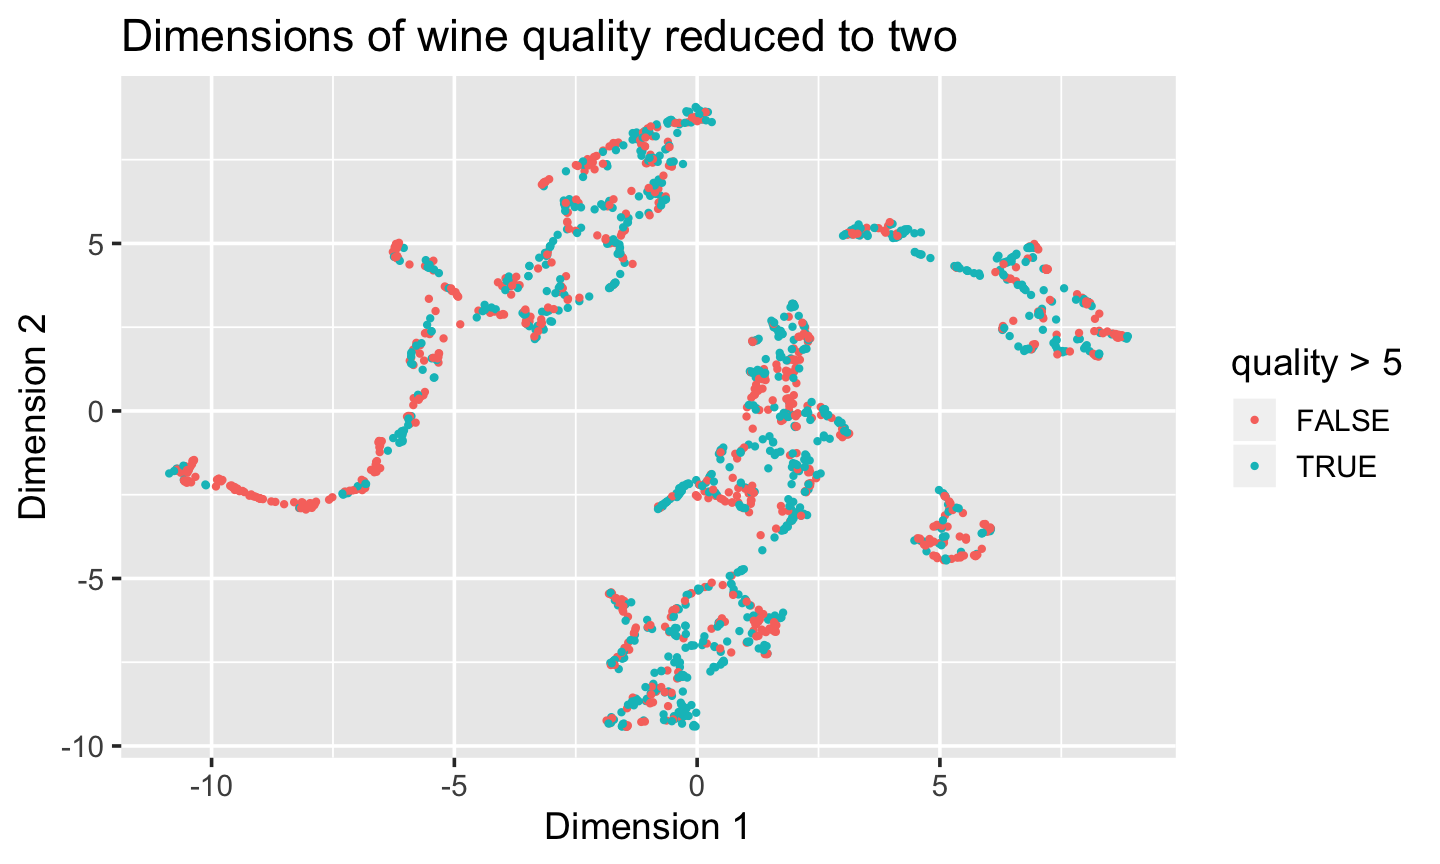 Dimensions of wine quality reduced to two
Dimension 2
5
0
-5
-10
-10 -5 0 5
Dimension 1
quality > 5
FALSE
TRUE